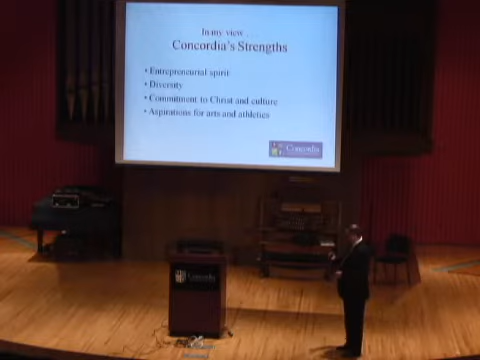 In my view . . .
Concordia's Strengths
• Entrepreneurial spirit
• Diversity
• Commitment to Christ and culture
• Aspirations for arts and athletics
Concordia
Concordia